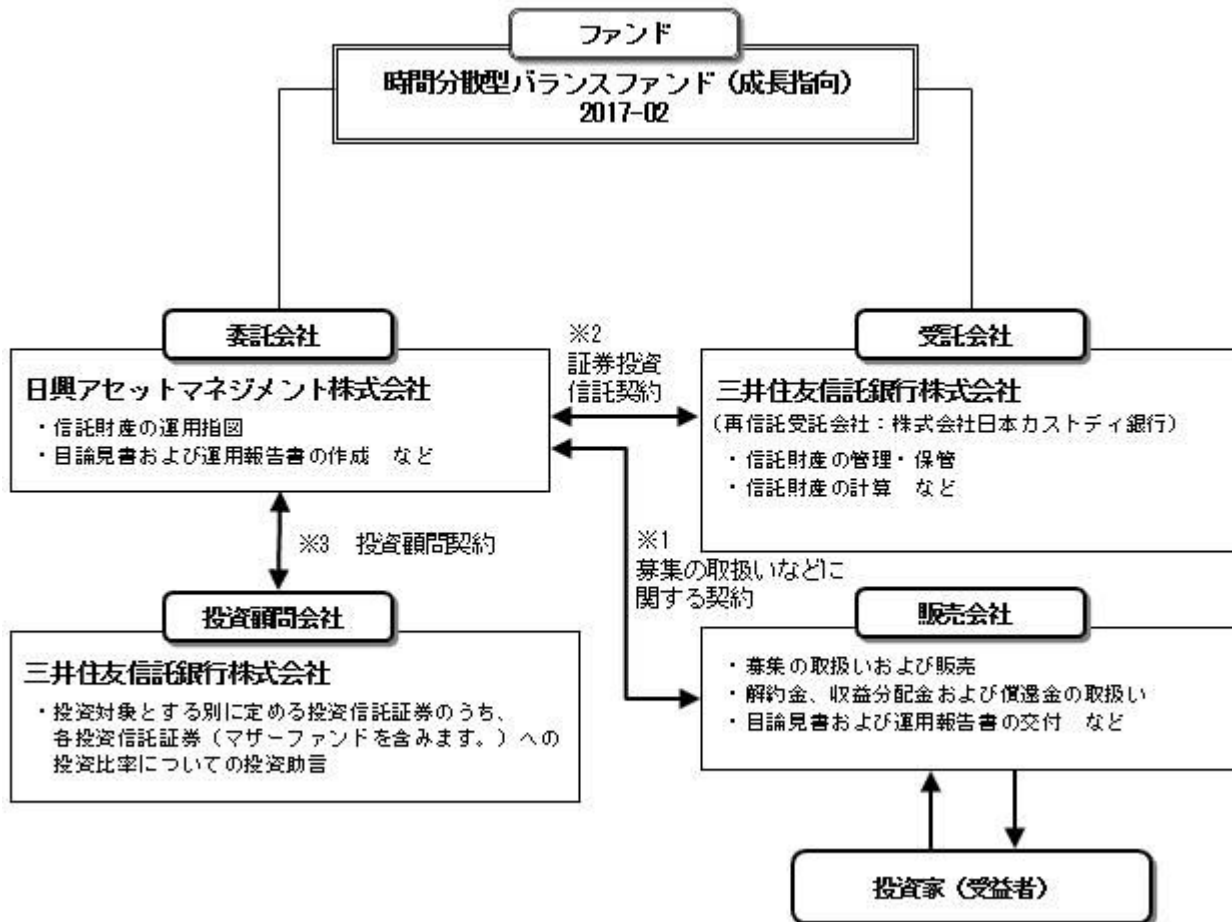 ファンド
時間分散型バランスファンド（成長指向）
2017-02
委託会社
日興アセットマネジメント株式会社
・信託財産の運用指図
・目論見書および運用報告書の作成　など
※2
証券投資
信託契約
受託会社
三井住友信託銀行株式会社
（再信託受託会社：株式会社日本カストディ銀行）
・信託財産の管理・保管
・信託財産の計算　など
※3　投資顧問契約
※1
募集の取扱いなどに
関する契約
投資顧問会社
三井住友信託銀行株式会社
・投資対象とする別に定める投資信託証券のうち、
各投資信託証券（マザーファンドを含みます。）への
投資比率についての投資助言
販売会社
・募集の取扱いおよび販売
・解約金、収益分配金および償還金の取扱い
・目論見書および運用報告書の交付　など
投資家（受益者）